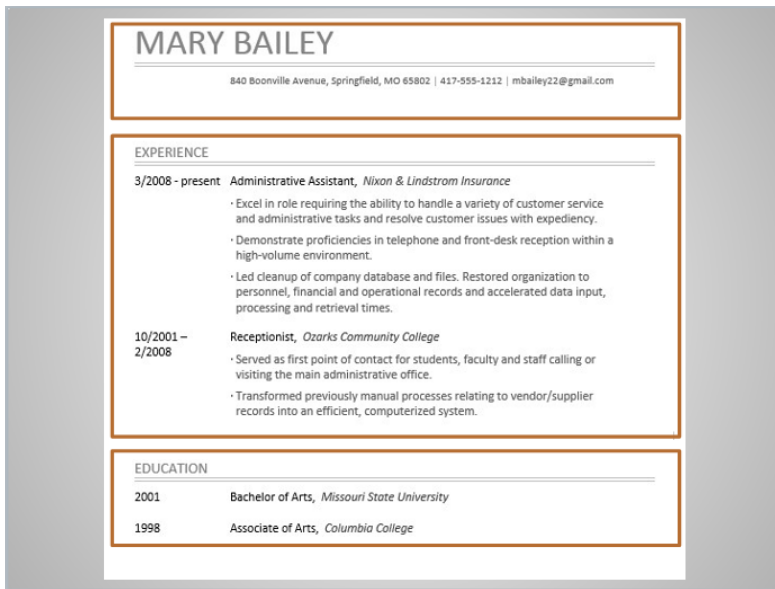 MARY BAILEY
840 Boonville Avenue, Springfield, MO 65802 | 417-555-1212 | mbailey22@gmail.com
EXPERIENCE
3/2008 - present Administrative Assistant, Nixon & Lindstrom Insurance
· Excel in role requiring the ability to handle a variety of customer service
and administrative tasks and resolve customer issues with expediency.
· Demonstrate proficiencies in telephone and front-desk reception within a
high-volume environment.
· Led cleanup of company database and files. Restored organization to
personnel, financial and operational records and accelerated data input,
processing and retrieval times.
10/2001 – Receptionist, Ozarks Community College
2/2008
· Served as first point of contact for students, faculty and staff calling or
visiting the main administrative office.
· Transformed previously manual processes relating to vendor/supplier
records into an efficient, computerized system.
EDUCATION
2001 Bachelor of Arts, Missouri State University
1998 Associate of Arts, Columbia College